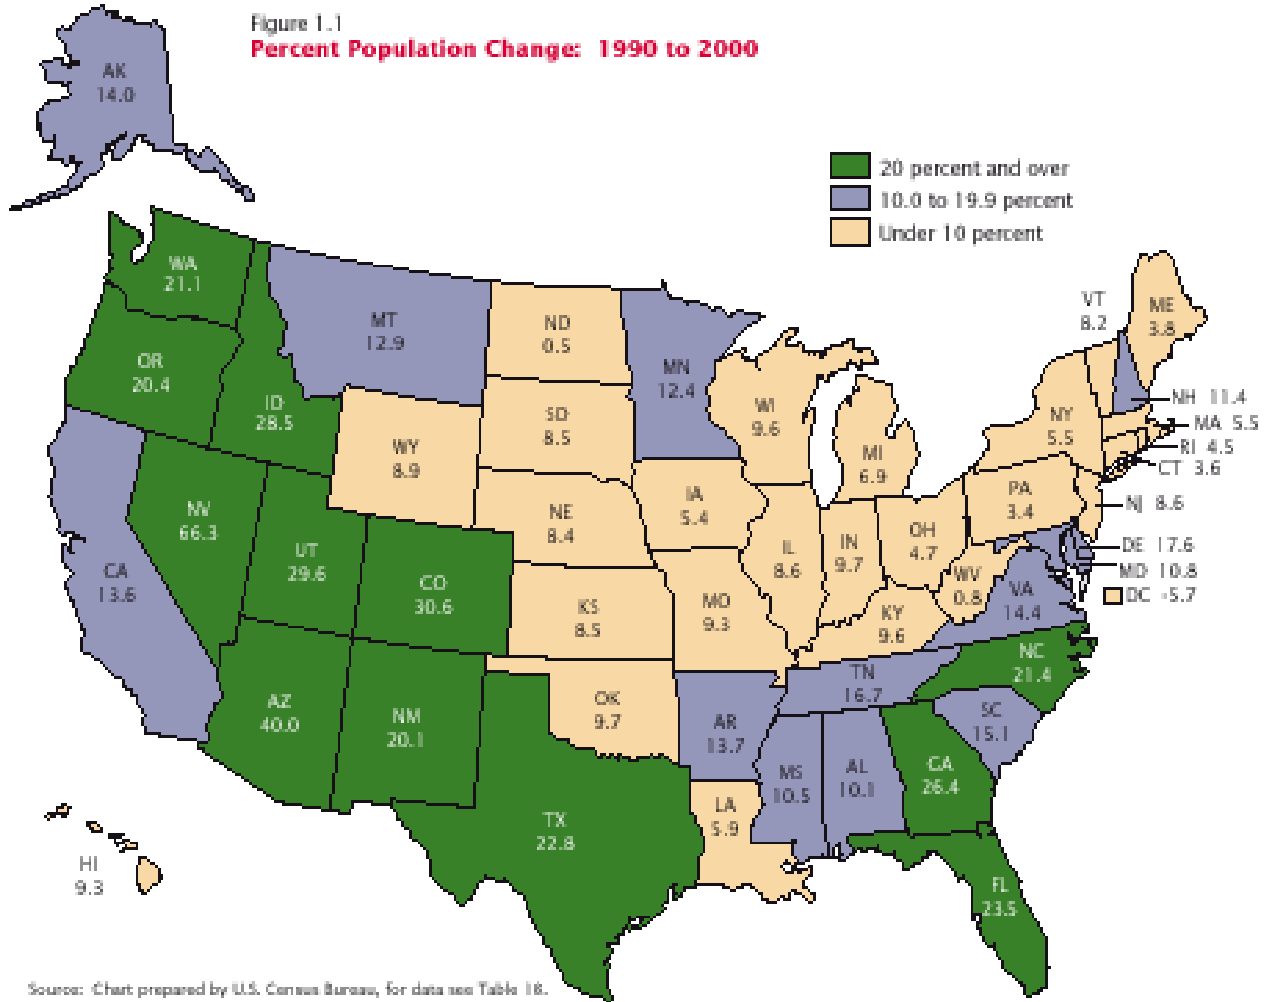 Figure 1.1
Percent Population Change: 1990 to 2000
AK
14.0
20 percent and over
10.0 to 19.9 percent
Under 10 percent
WA
21.1
MT
12.9
ND
0.5
MN
12.4
VT
8.2
ME
3.8
OR
20.4
ID
28.5
WY
8.9
SD
8.5
WI
9.6
MI
6.9
NY
5.5
NH 11.4
MA 5.5
RI 4.5
CT 3.6
NJ 8.6
PA
3.4
NV
66.3
UT
29.6
CO
30.6
NE
8.4
IA
5.4
IL
8.6
IN
9.7
OH
4.7
WV
0.8
VA
14.4
DE 17.6
MD 10.8
DC -5.7
CA
13.6
KS
8.5
MO
9.3
KY
9.6
NC
21.4
TN
16.7
SC
15.1
AZ
40.0
NM
20.1
OK
9.7
AR
13.7
MS
10.5
AL
10.1
GA
26.4
TX
22.8
LA
5.9
FL
23.5
HI
9.3
Source: Chart prepared by U.S. Census Bureau, for data see Table 18.